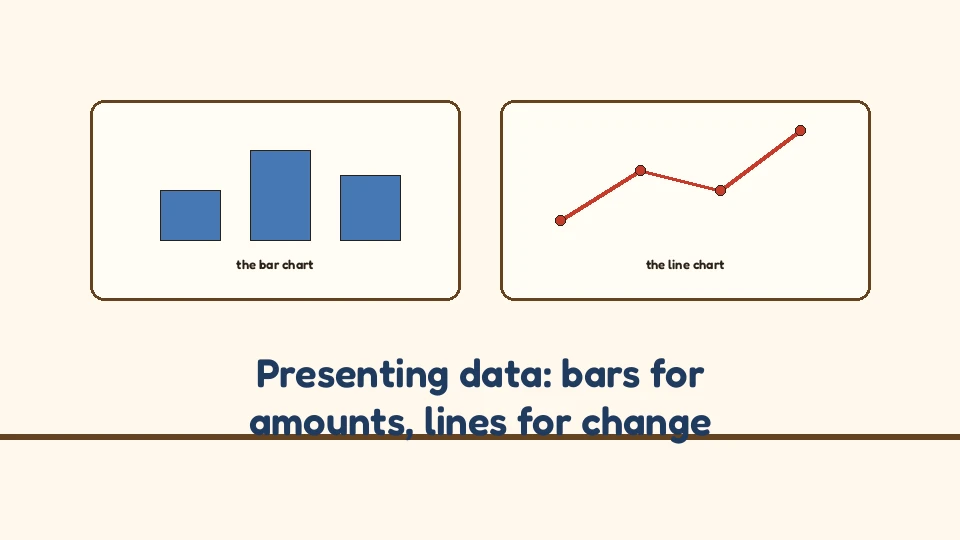 the bar chart
the line chart
Presenting data: bars for
amounts, lines for change